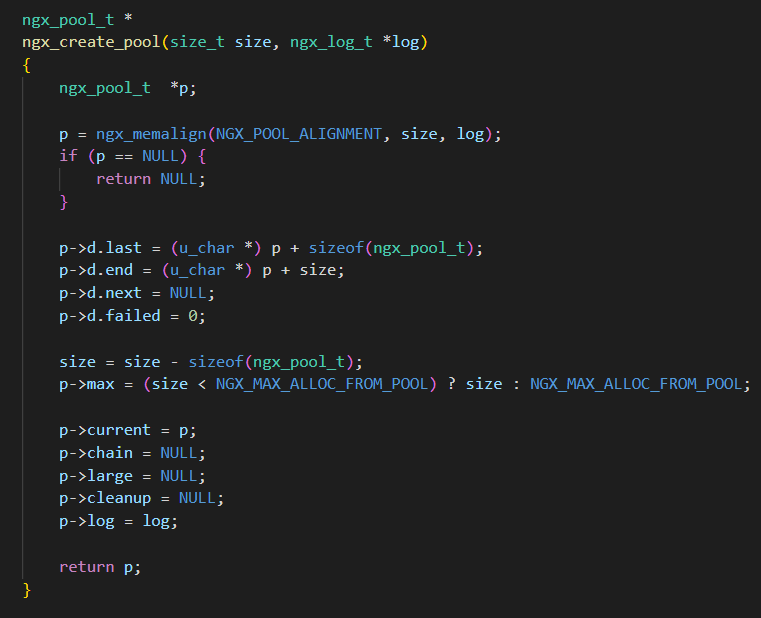 ngx_pool_t *
ngx_create_pool(size_t size, ngx_log_t *log)
{
    ngx_pool_t  *p;

    p = ngx_memalign(NGX_POOL_ALIGNMENT, size, log);
    if (p == NULL) {
        return NULL;
    }

    p->d.last = (u_char *) p + sizeof(ngx_pool_t);
    p->d.end = (u_char *) p + size;
    p->d.next = NULL;
    p->d.failed = 0;

    size = size - sizeof(ngx_pool_t);
    p->max = (size < NGX_MAX_ALLOC_FROM_POOL) ? size : NGX_MAX_ALLOC_FROM_POOL;

    p->current = p;
    p->chain = NULL;
    p->large = NULL;
    p->cleanup = NULL;
    p->log = log;

    return p;
}